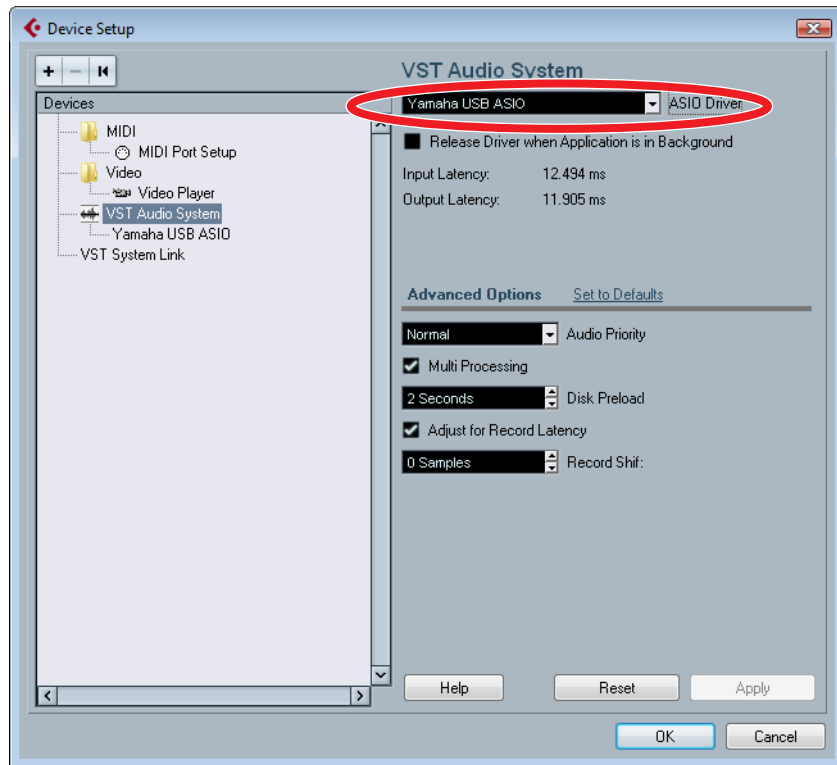 Device Setup
+ −
Devices
MIDI
MIDI Port Setup
Video
Video Player
VST Audio System
Yamaha USB ASIO
VST System Link
VST Audio System
Yamaha USB ASIO ASIO Driver
Release Driver when Application is in Background
Input Latency: 12.494 ms
Output Latency: 11.905 ms
Advanced Options Set to Defaults
Normal Audio Priority
Multi Processing
2 Seconds Disk Preload
Adjust for Record Latency
0 Samples Record Shif:
Help Reset Apply
OK Cancel